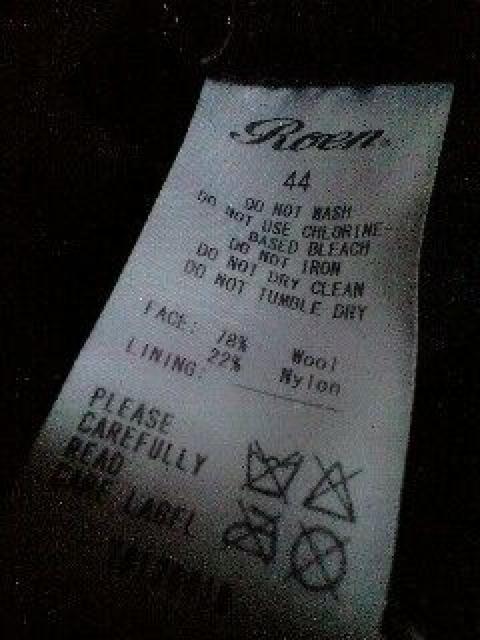 Roen
44
DO NOT WASH
DO NOT USE CHLORINE-
BASED BLEACH
DO NOT IRON
DO NOT DRY CLEAN
DO NOT TUMBLE DRY
FACE: 78% Wool
22% Nylon
LINING:
PLEASE
CAREFULLY
READ
CARE LABEL